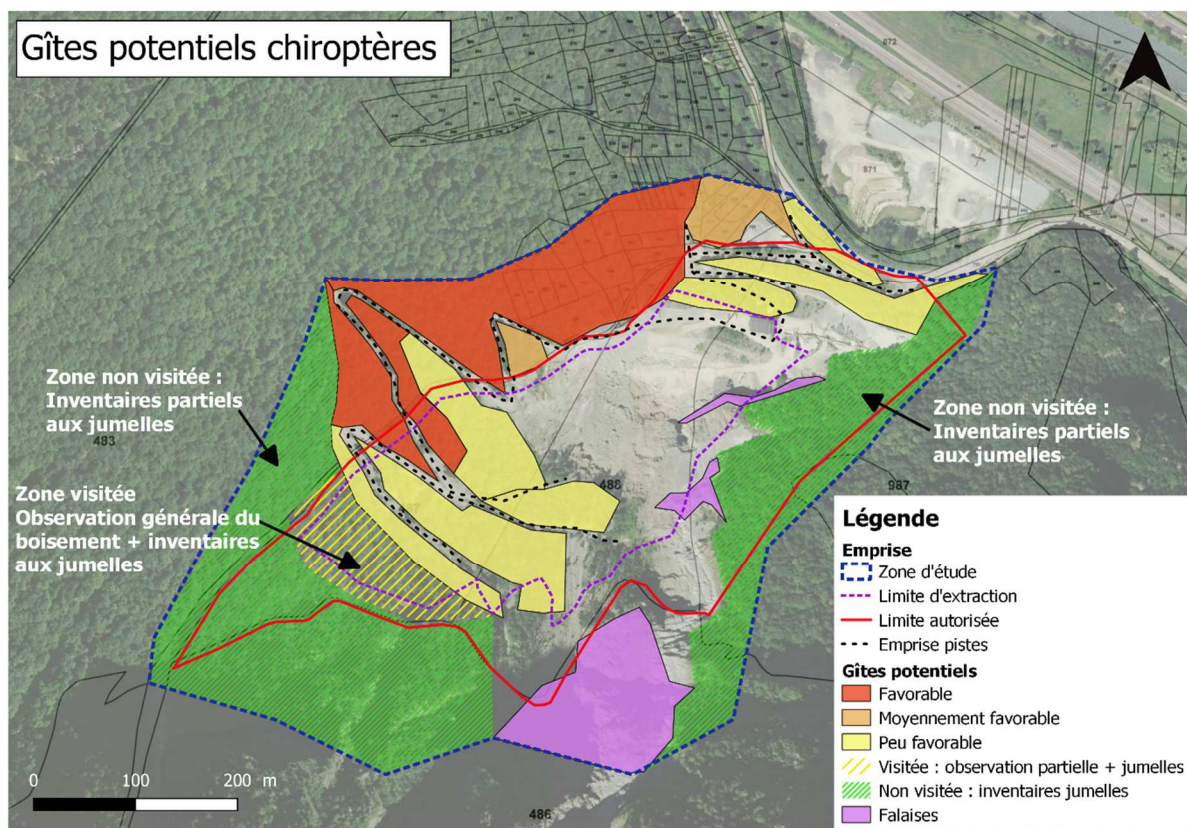 Gîtes potentiels chiroptères
872
871
Zone non visitée :
Inventaires partiels
aux jumelles
483
Zone non visitée :
Inventaires partiels
aux jumelles
Zone visitée
Observation générale du
boisement + inventaires
aux jumelles
488
987
486
0 100 200 m
Légende
Emprise
Zone d'étude
Limite d'extraction
Limite autorisée
Emprise pistes
Gîtes potentiels
Favorable
Moyennement favorable
Peu favorable
Visitée : observation partielle + jumelles
Non visitée : inventaires jumelles
Falaises